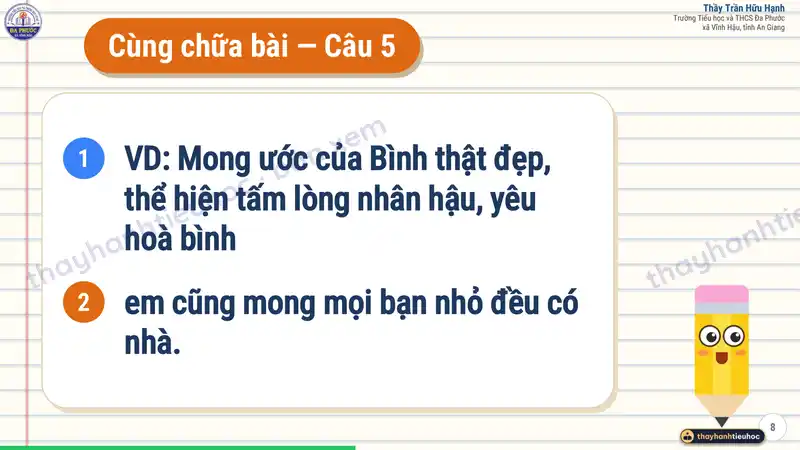 Thầy Trần Hữu Hạnh
Trường Tiểu học và THCS Đa Phước
xã Vĩnh Hậu, tỉnh An Giang
ĐA PHƯỚC
Cùng chữa bài – Câu 5
1
VD: Mong ước của Bình thật đẹp,
thể hiện tấm lòng nhân hậu, yêu
hoà bình
2
em cũng mong mọi bạn nhỏ đều có
nhà.
thayhanhtieuhoc
8